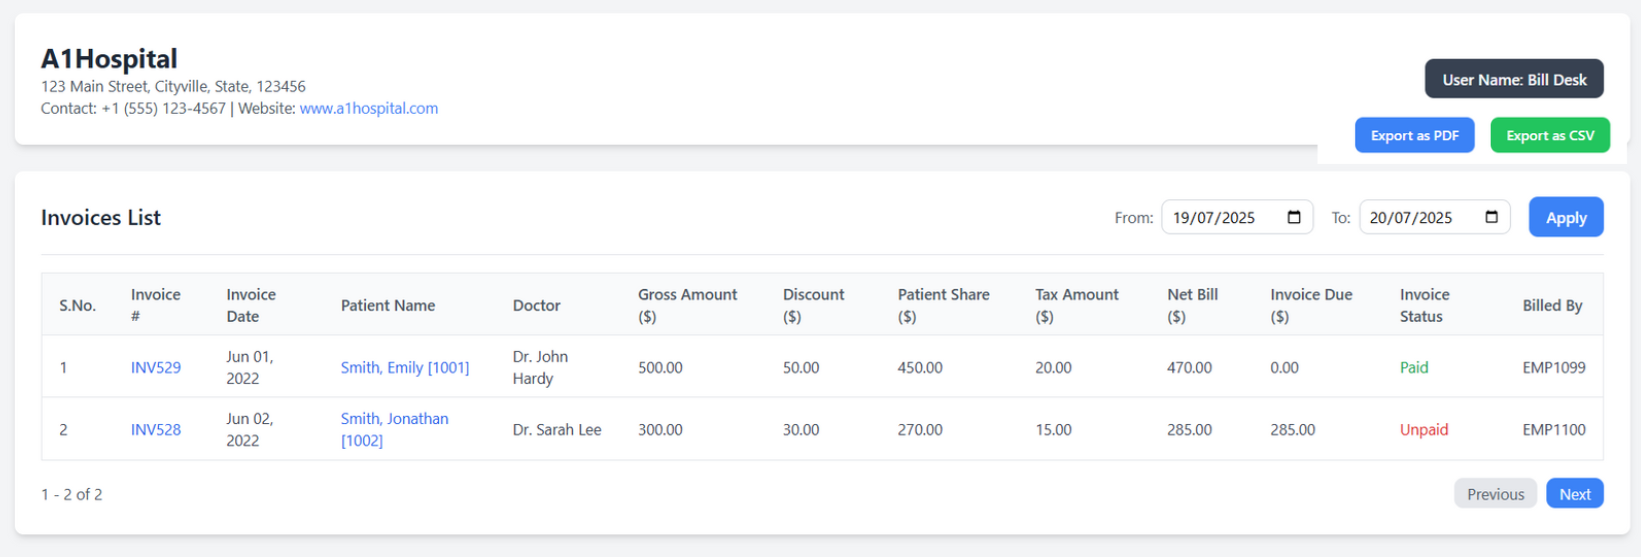 A1Hospital
123 Main Street, Cityville, State, 123456
Contact: +1 (555) 123-4567 | Website: www.a1hospital.com
User Name: Bill Desk
Export as PDF Export as CSV
Invoices List From: 19/07/2025 To: 20/07/2025 Apply
S.No. Invoice # Invoice Date Patient Name Doctor Gross Amount ($) Discount ($) Patient Share ($) Tax Amount ($) Net Bill ($) Invoice Due ($) Invoice Status Billed By
1 INV529 Jun 01, 2022 Smith, Emily [1001] Dr. John Hardy 500.00 50.00 450.00 20.00 470.00 0.00 Paid EMP1099
2 INV528 Jun 02, 2022 Smith, Jonathan [1002] Dr. Sarah Lee 300.00 30.00 270.00 15.00 285.00 285.00 Unpaid EMP1100
1 - 2 of 2 Previous Next